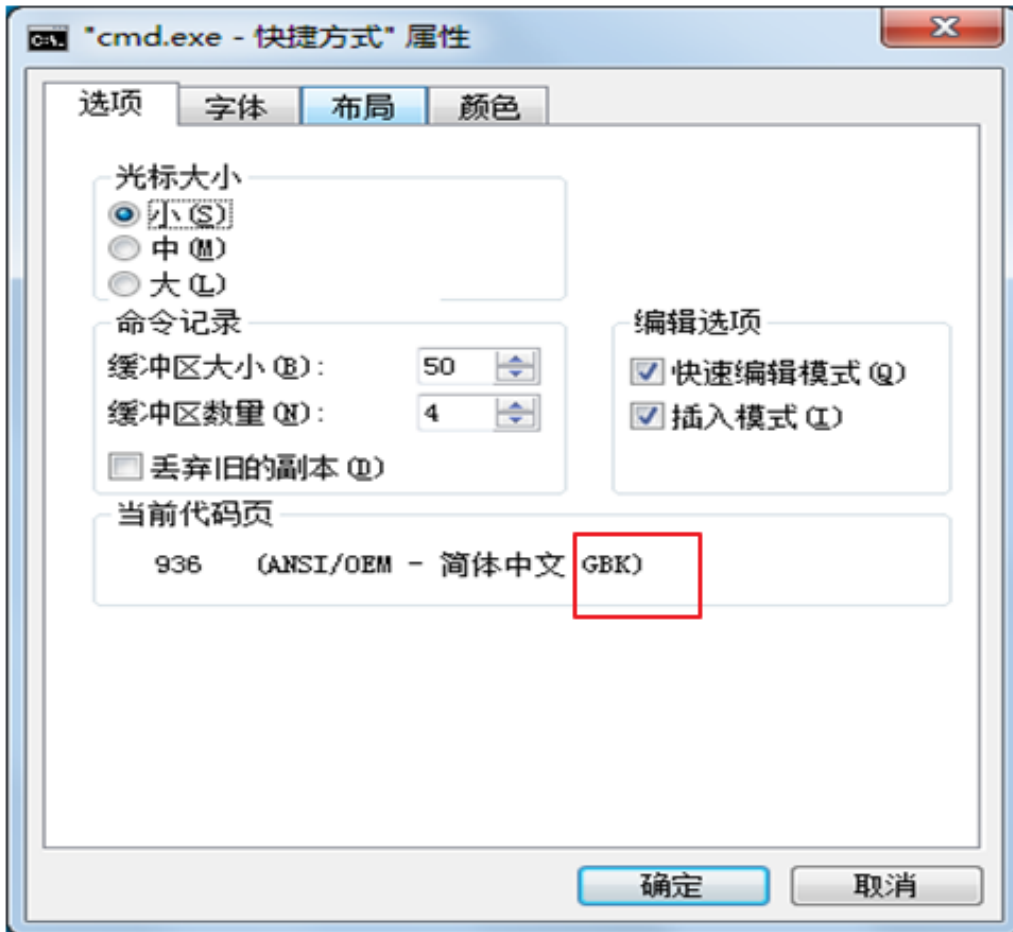 "cmd.exe - 快捷方式" 属性
选项 字体 布局 颜色
光标大小
小(S)
中(M)
大(L)
命令记录
缓冲区大小(B): 50
缓冲区数量(N): 4
丢弃旧的副本(D)
编辑选项
快速编辑模式(Q)
插入模式(I)
当前代码页
936 (ANSI/OEM - 简体中文 GBK)
确定 取消